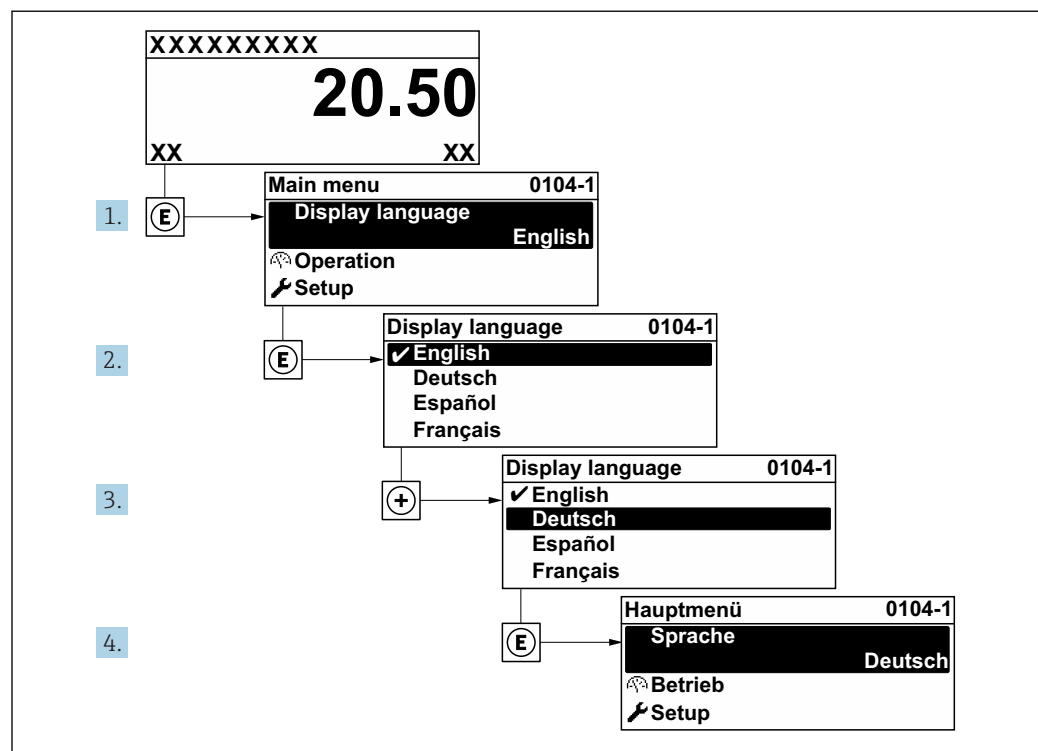 XXXXXXXXX
20.50
XX XX
1.
E
Main menu 0104-1
Display language
English
Operation
Setup
2.
E
Display language 0104-1
✔English
Deutsch
Español
Français
3.
+
Display language 0104-1
✔English
Deutsch
Español
Français
4.
E
Hauptmenü 0104-1
Sprache
Deutsch
Betrieb
Setup